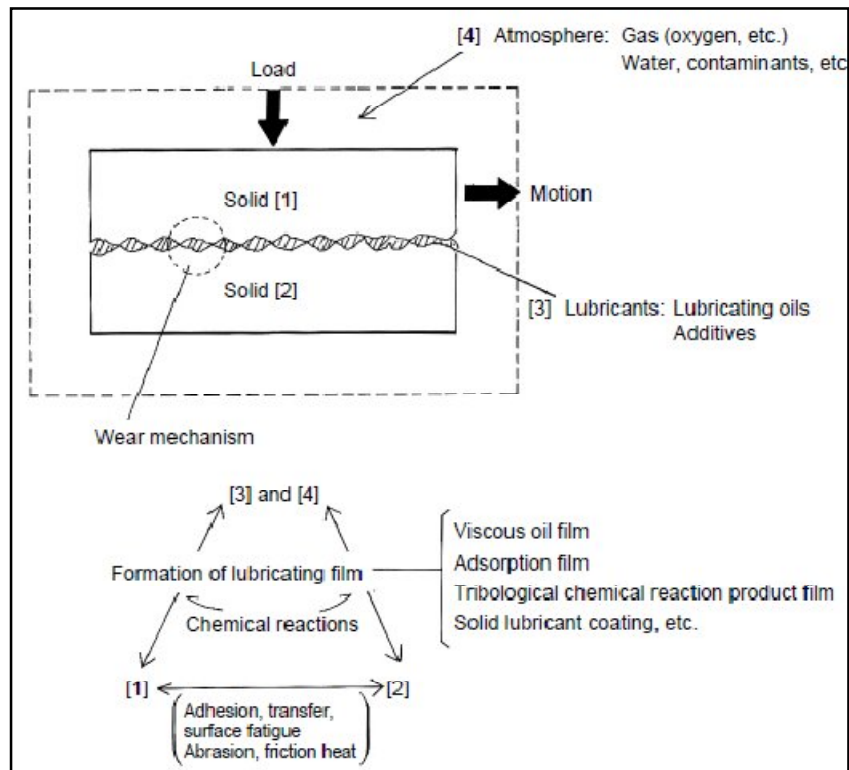 [4] Atmosphere: Gas (oxygen, etc.)
Water, contaminants, etc
Load
Solid [1]
Motion
Solid [2]
[3] Lubricants: Lubricating oils
Additives
Wear mechanism
[3] and [4]
Viscous oil film
Adsorption film
Formation of lubricating film
Tribological chemical reaction product film
Chemical reactions
Solid lubricant coating, etc.
[1]
[2]
Adhesion, transfer,
surface fatigue
Abrasion, friction heat